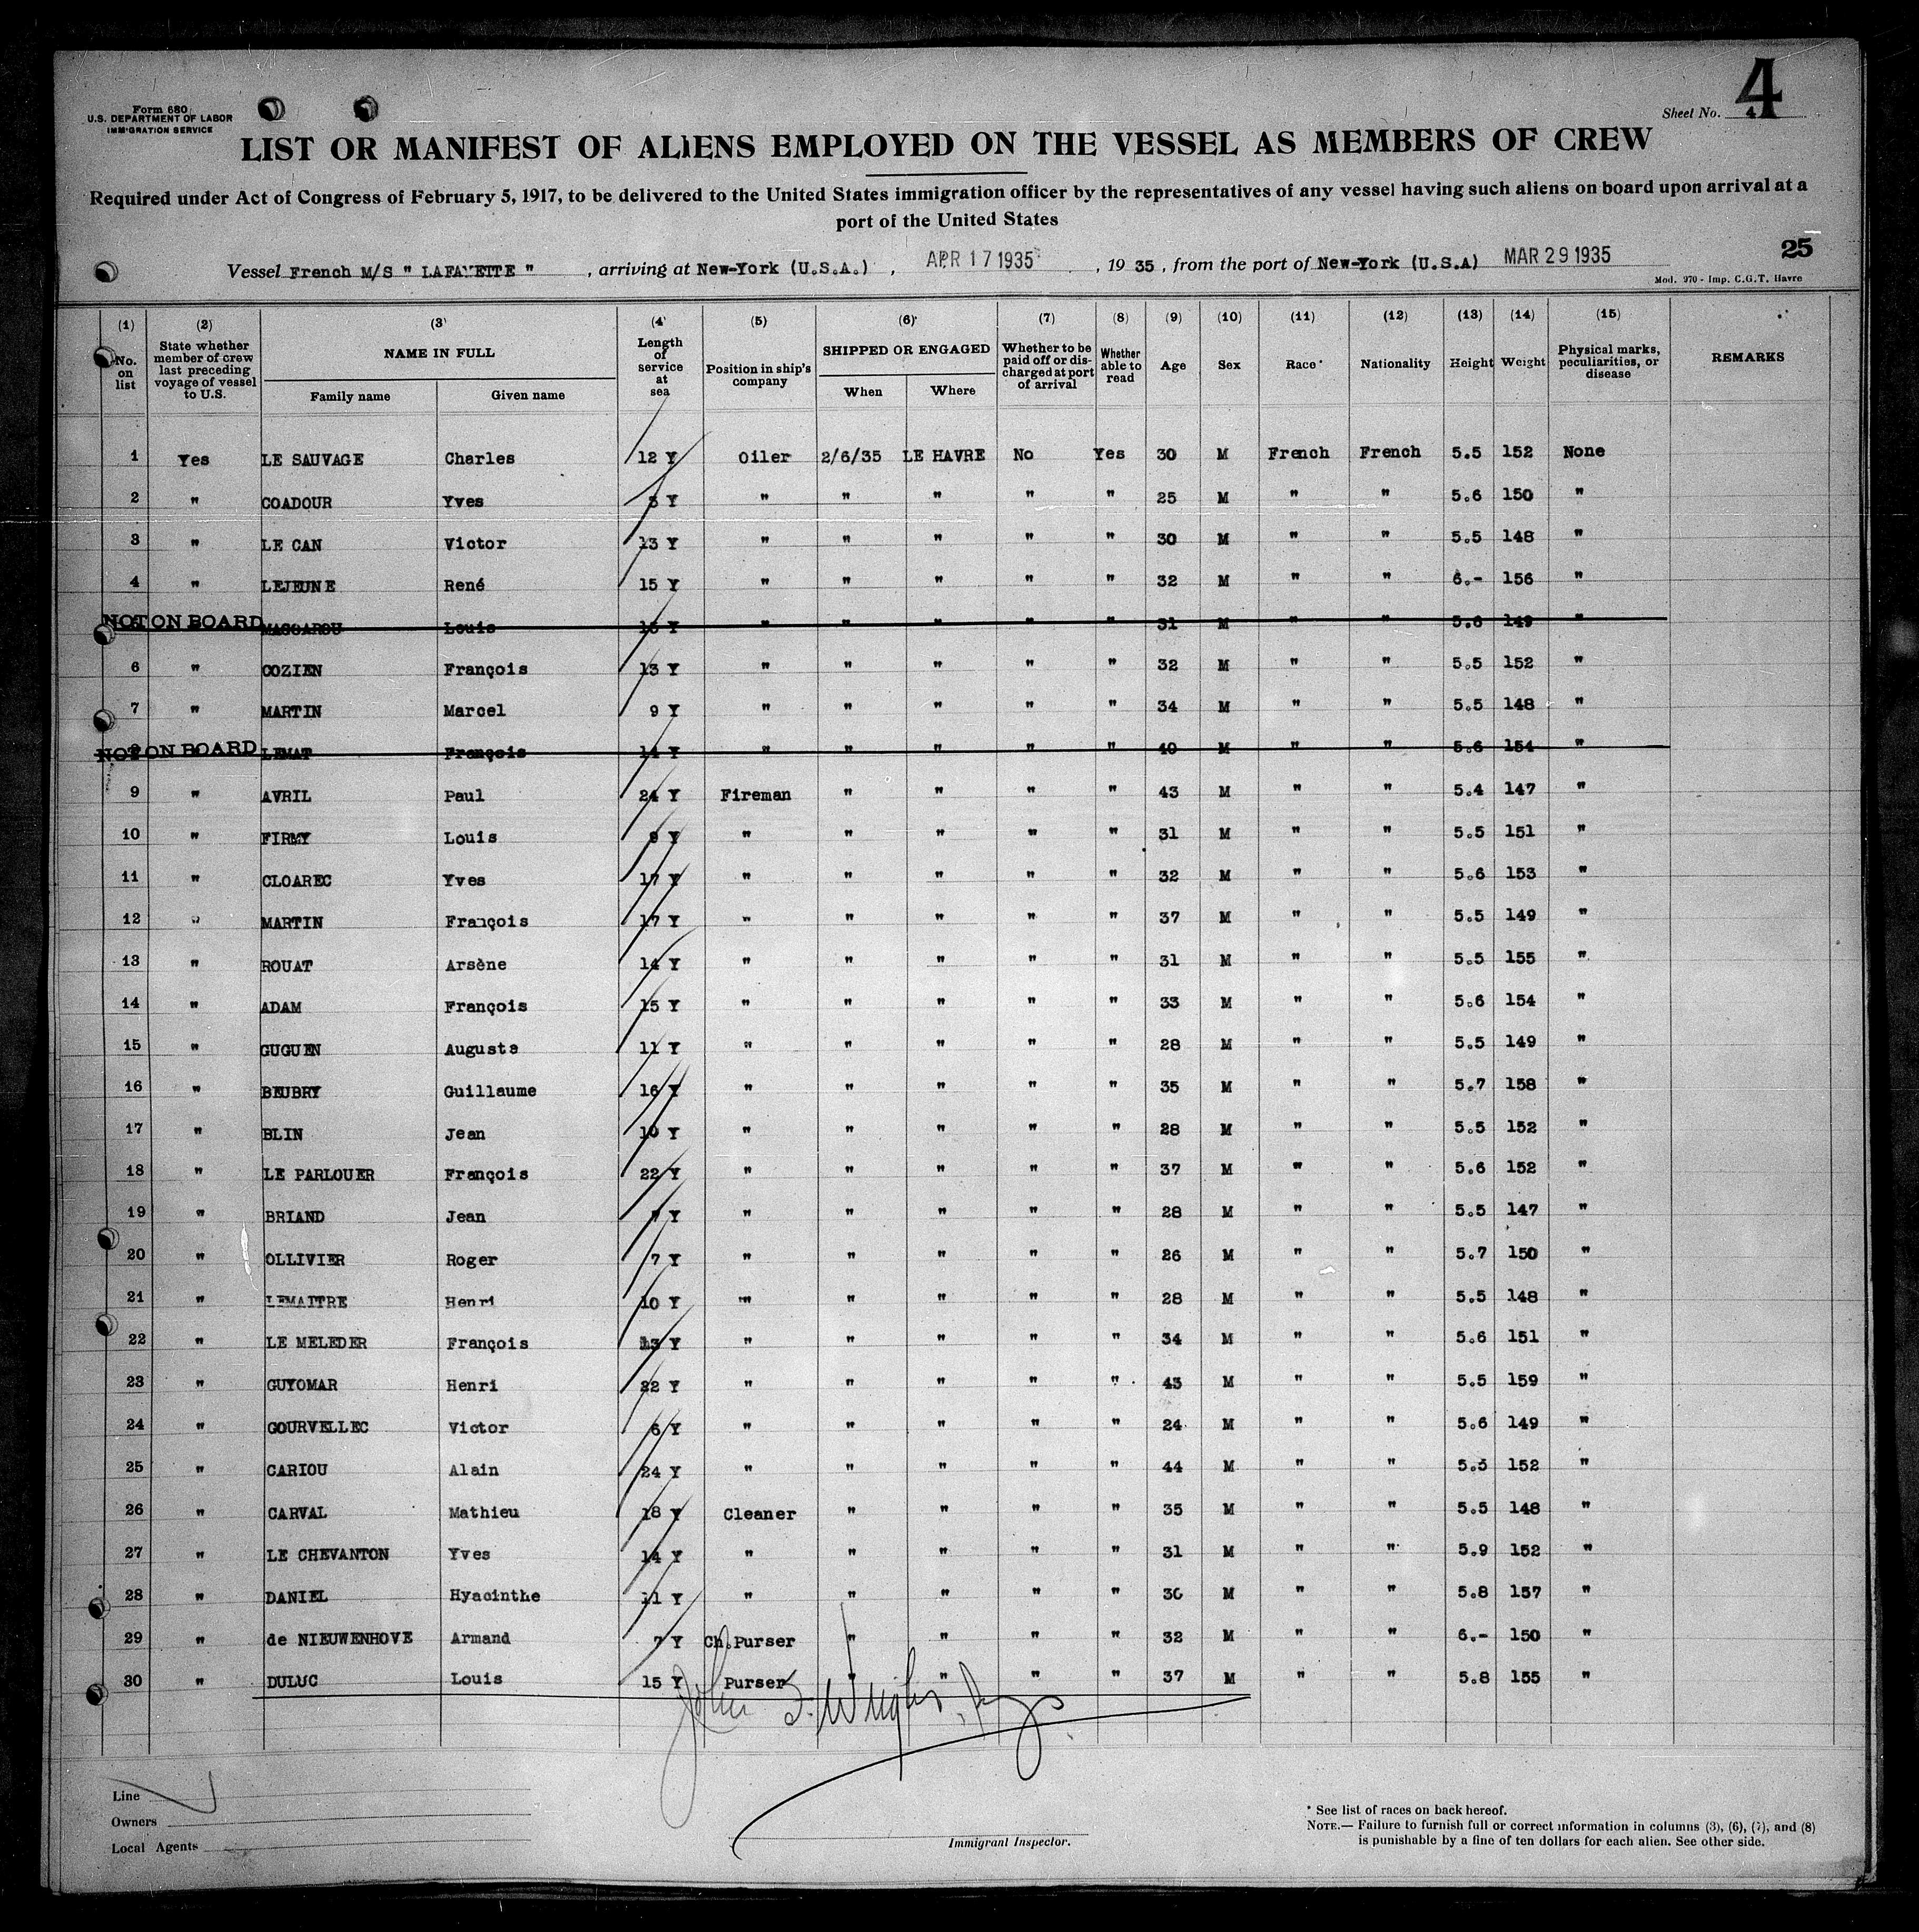 Form 680
U.S. DEPARTMENT OF LABOR
IMMIGRATION SERVICE
Sheet No. 4
4
LIST OR MANIFEST OF ALIENS EMPLOYED ON THE VESSEL AS MEMBERS OF CREW
Required under Act of Congress of February 5, 1917, to be delivered to the United States immigration officer by the representatives of any vessel having such aliens on board upon arrival at a
port of the United States
25
Vessel French M/S " LAFAYETTE " , arriving at New-York (U.S.A.) , APR 17 1935 , 19 35 , from the port of New-York (U.S.A) MAR 29 1935
Mod. 970 - Imp. C.G.T. Havre
(1) (2) (3) (4) (5) (6) (7) (8) (9) (10) (11) (12) (13) (14) (15)
No. on list State whether member of crew last preceding voyage of vessel to U.S. NAME IN FULL Family name Given name Length of service at sea Position in ship's company SHIPPED OR ENGAGED When Where Whether to be paid off or discharged at port of arrival Whether able to read Age Sex Race* Nationality Height Weight Physical marks, peculiarities, or disease REMARKS
1 Yes LE SAUVAGE Charles 12 Y Oiler 2/6/35 LE HAVRE No Yes 30 M French French 5.5 152 None
2 " COADOUR Yves Y " " " " " 25 M " " 5.6 150 "
3 " LE CAN Victor 13 Y " " " " " 30 M " " 5.5 148 "
4 " LEJEUNE René 15 Y " " " " " 32 M " " 6.- 156 "
NOT ON BOARD Louis Y " " " " " 31 M " " 5.6 149 "
6 " COZIEN François 13 Y " " " " " 32 M " " 5.5 152 "
7 " MARTIN Marcel 9 Y " " " " " 34 M " " 5.5 148 "
NOT ON BOARD LEMAT François 14 Y " " " " " 40 M " " 5.6 154 "
9 " AVRIL Paul 24 Y Fireman " " " " 43 M " " 5.4 147 "
10 " FIRMY Louis 9 Y " " " " " 31 M " " 5.5 151 "
11 " CLOAREC Yves 17 Y " " " " " 32 M " " 5.6 153 "
12 " MARTIN François 17 Y " " " " " 37 M " " 5.5 149 "
13 " ROUAT Arsène 14 Y " " " " " 31 M " " 5.5 155 "
14 " ADAM François 15 Y " " " " " 33 M " " 5.6 154 "
15 " GUGUEN Auguste 11 Y " " " " " 28 M " " 5.5 149 "
16 " BEUBRY Guillaume 16 Y " " " " " 35 M " " 5.7 158 "
17 " BLIN Jean 10 Y " " " " " 28 M " " 5.5 152 "
18 " LE PARLOUER François 22 Y " " " " " 37 M " " 5.6 152 "
19 " BRIAND Jean Y " " " " " 28 M " " 5.5 147 "
20 " OLLIVIER Roger 7 Y " " " " " 26 M " " 5.7 150 "
21 " LEMAITRE Henri 10 Y " " " " " 28 M " " 5.5 148 "
22 " LE MELEDER François 13 Y " " " " " 34 M " " 5.6 151 "
23 " GUYOMAR Henri 22 Y " " " " " 43 M " " 5.5 159 "
24 " GOURVELLEC Victor 6 Y " " " " " 24 M " " 5.6 149 "
25 " CARIOU Alain 24 Y " " " " " 44 M " " 5.5 152 "
26 " CARVAL Mathieu 18 Y Cleaner " " " " 35 M " " 5.5 148 "
27 " LE CHEVANTON Yves 14 Y " " " " " 31 M " " 5.9 152 "
28 " DANIEL Hyacinthe 11 Y " " " " " 30 M " " 5.8 157 "
29 " de NIEUWENHOVE Armand 7 Y Ch.Purser " " " " 32 M " " 6.- 150 "
30 " DULUC Louis 15 Y Purser " " " " 37 M " " 5.8 155 "
John
Line
Owners
Local Agents
Immigrant Inspector.
* See list of races on back hereof.
NOTE.— Failure to furnish full or correct information in columns (3), (6), (7), and (8)
is punishable by a fine of ten dollars for each alien. See other side.